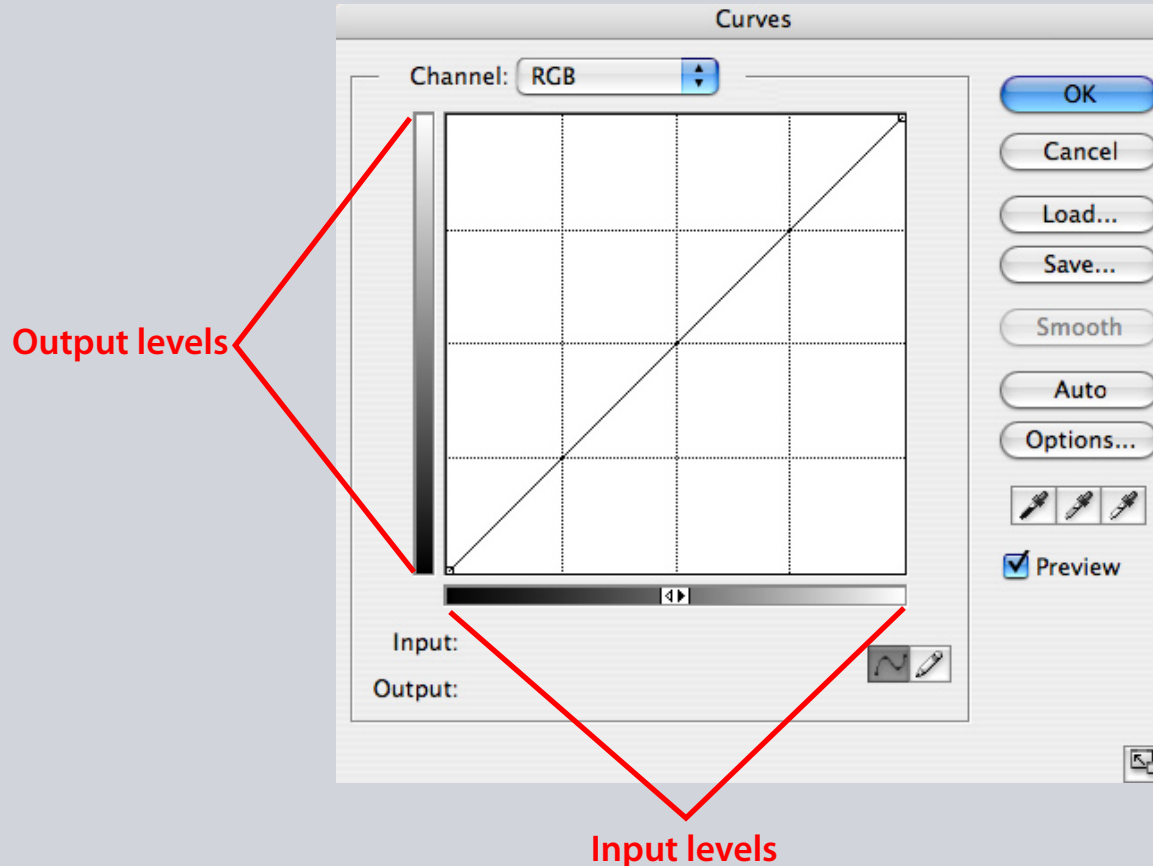 Curves
Channel: RGB
OK
Cancel
Load...
Save...
Output levels
Smooth
Auto
Options...
Preview
Input:
Output:
Input levels